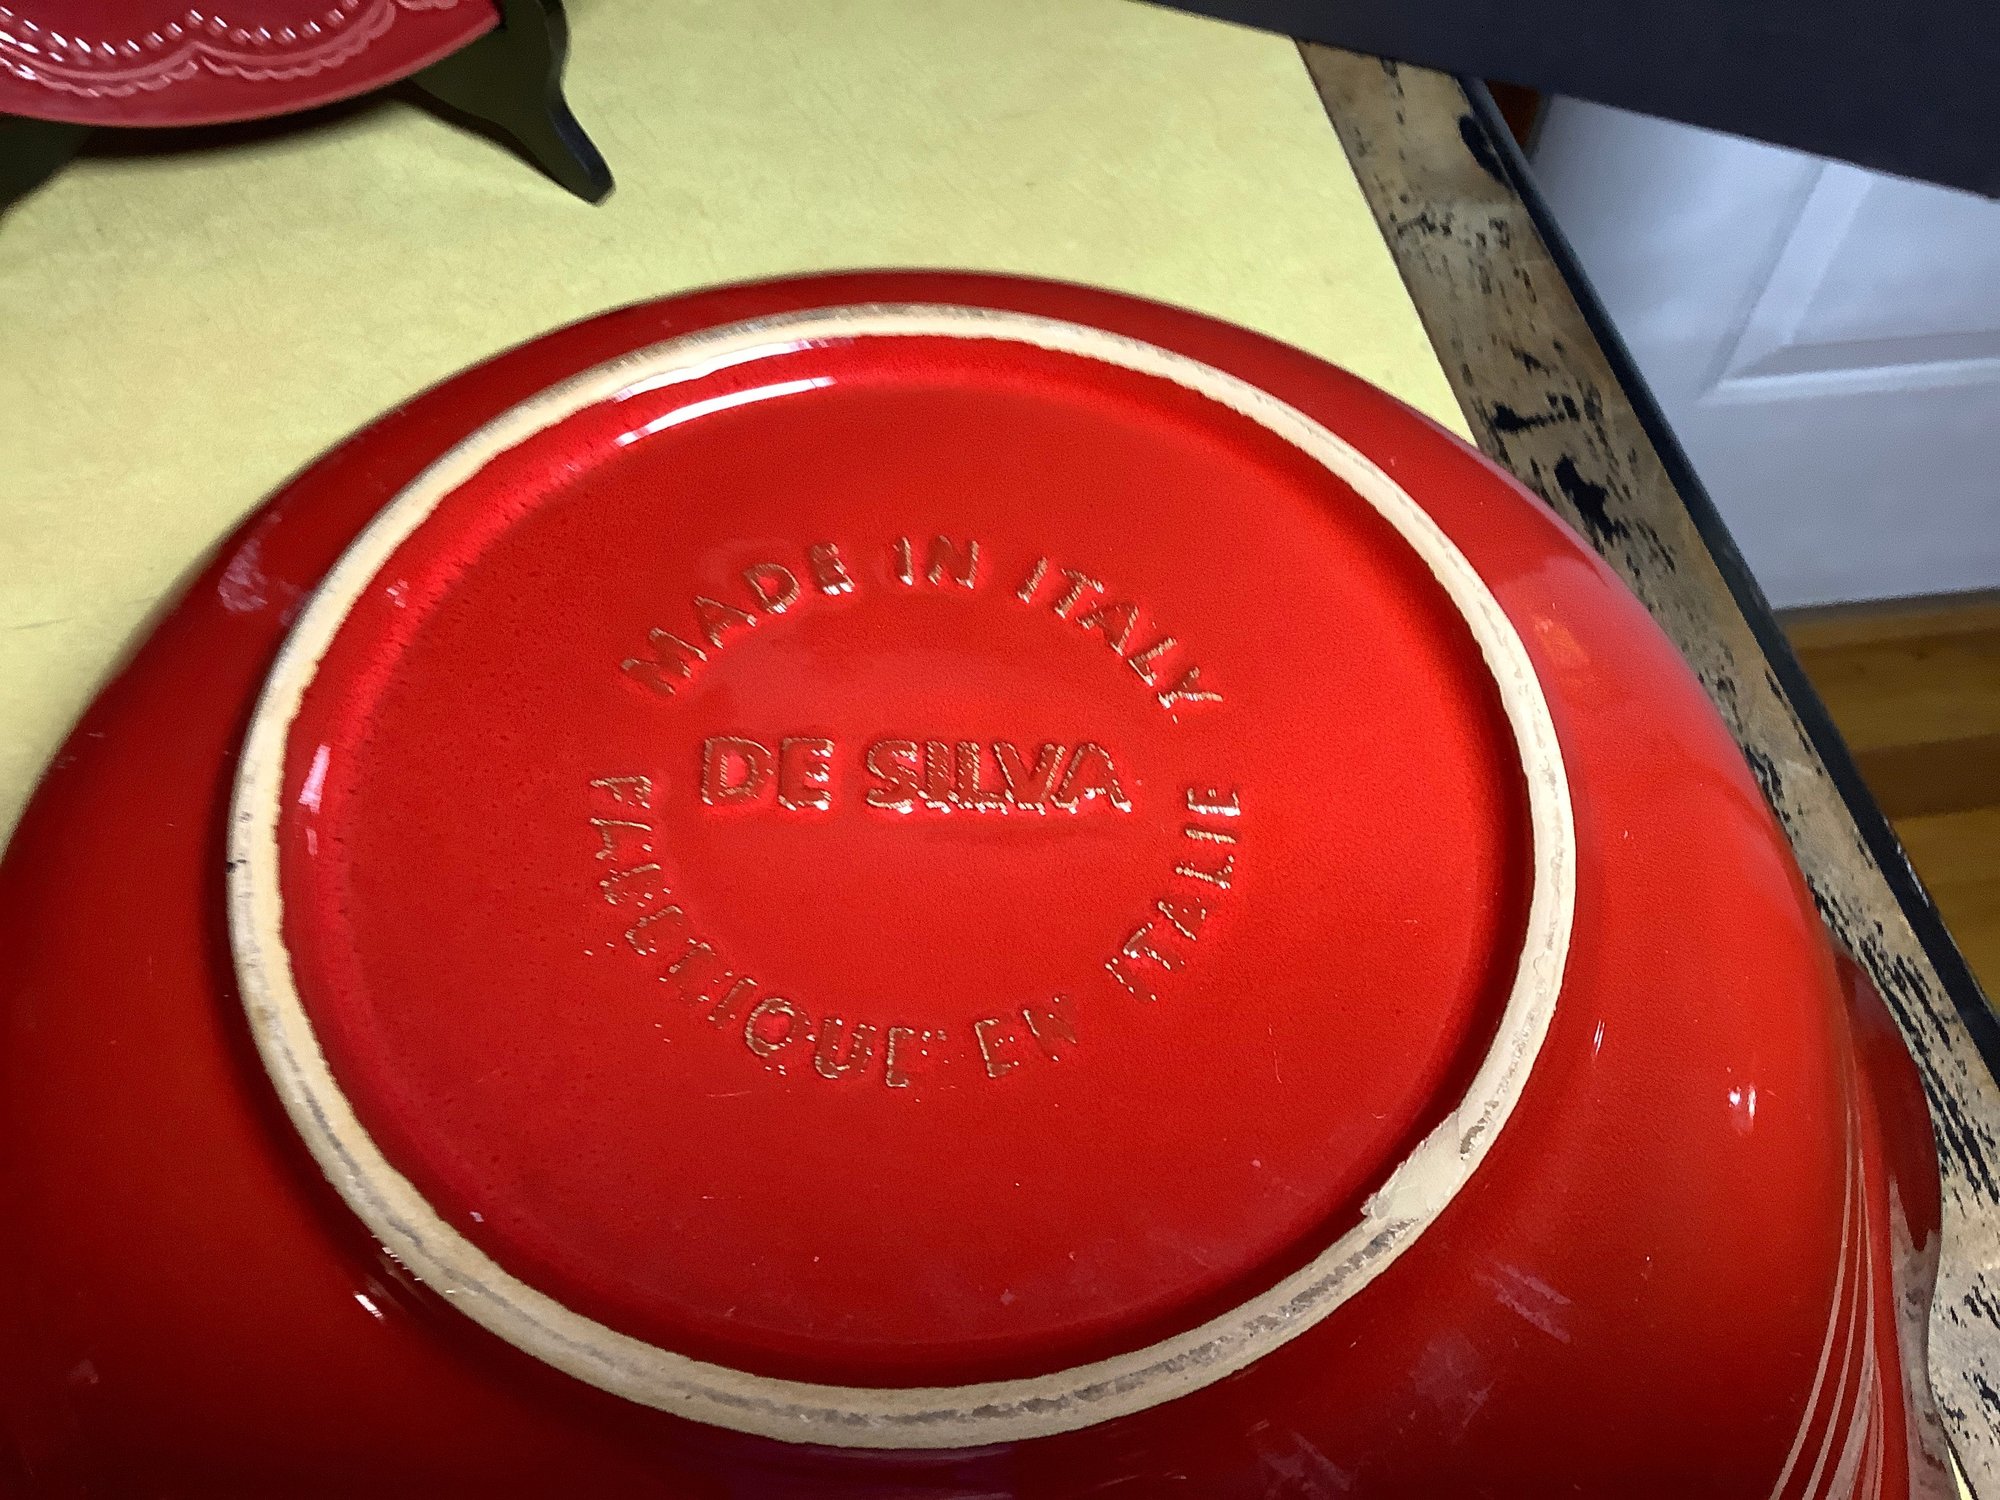 MADE IN ITALY
DE SILVA
FABRIQUE EN ITALIE